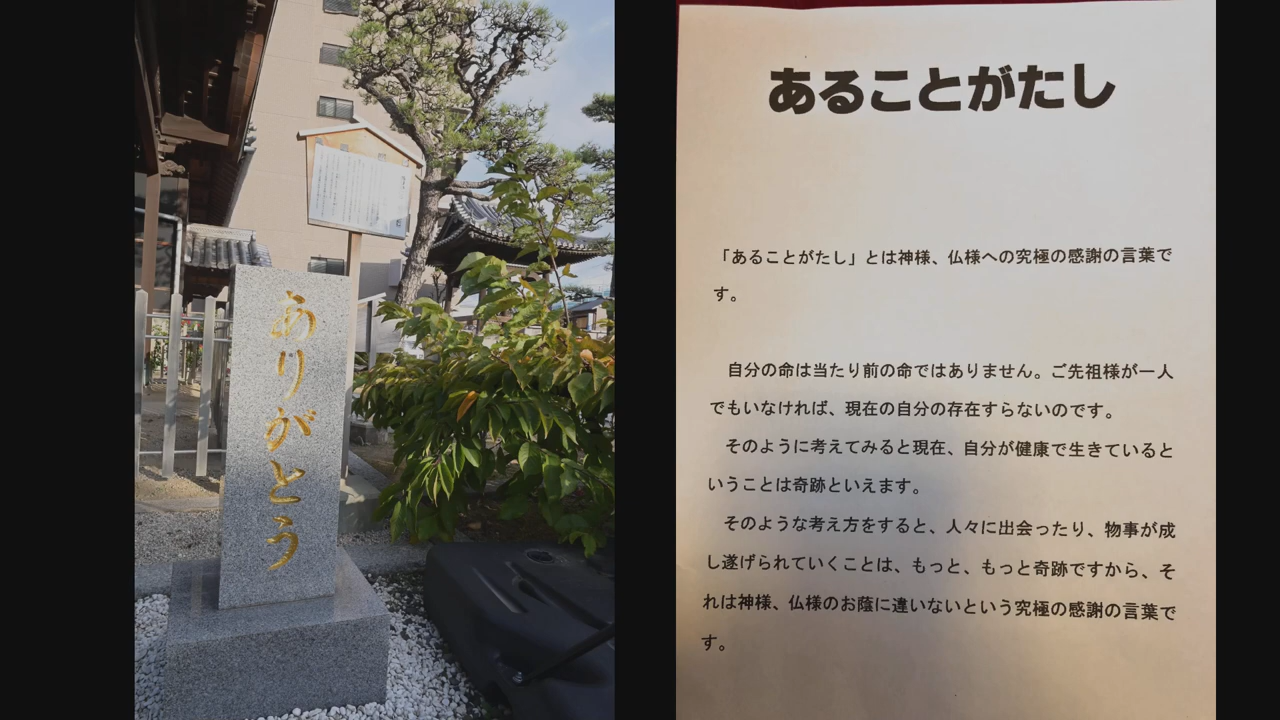 ありがとう
あることがたし
「あることがたし」とは神様、仏様への究極の感謝の言葉で
す。
自分の命は当たり前の命ではありません。ご先祖様が一人
でもいなければ、現在の自分の存在すらないのです。
そのように考えてみると現在、自分が健康で生きていると
いうことは奇跡といえます。
そのような考え方をすると、人々に出会ったり、物事が成
し遂げられていくことは、もっと、もっと奇跡ですから、そ
れは神様、仏様のお蔭に違いないという究極の感謝の言葉で
す。